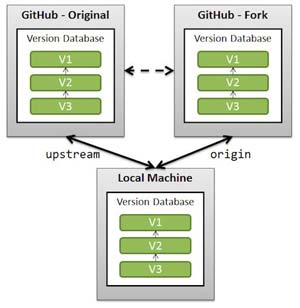 GitHub - Original
Version Database
V1
V2
V3
GitHub - Fork
Version Database
V1
V2
V3
upstream
origin
Local Machine
Version Database
V1
V2
V3